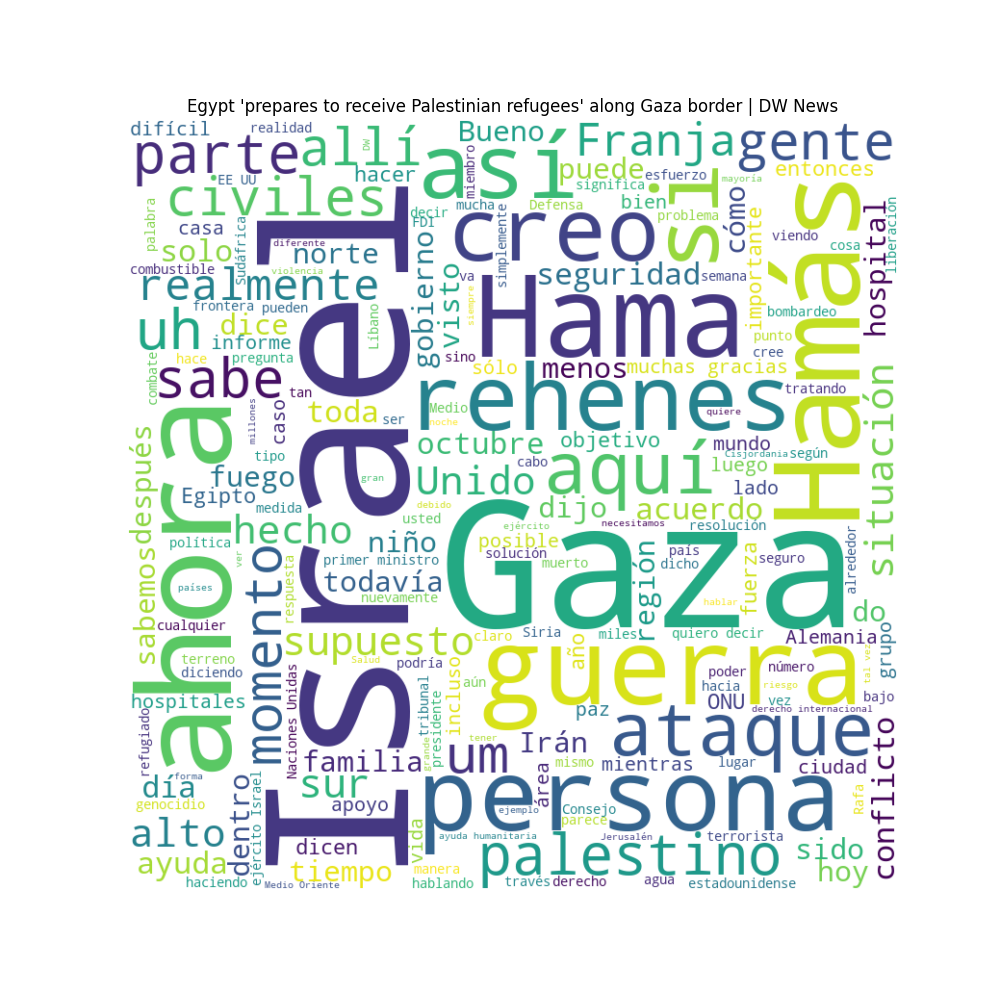 Egypt 'prepares to receive Palestinian refugees' along Gaza border | DW News
difícil
realidad
Bueno
Franja
gente
parte
allí
DW
así
miembro
puede
esfuerzo
entonces
EE UU
hacer
significa
mayoría
civiles
decir
mucha
Defensa
bien
sí
cómo
Hamás
hospital
liberación
palabra
casa
FDI
creo
problema
importante
viendo
solo
Sudáfrica
diferente
norte
gobierno
simplemente
cosa
combustible
violencia
va
seguridad
semana
realmente
visto
siempre
Hama
bombardeo
frontera
pueden
Líbano
uh
dice
punto
informe
hace
pregunta
sino
cree
combate
sabe
sólo
menos
muchas gracias
tan
rehenes
tratando
millones
caso
toda
ser
Medio
noche
quiere
situación
ahora
Israel
octubre
objetivo
mundo
sabemos
después
tipo
cabo
Cisjordania
según
fuego
gran
Unido
aquí
luego
Egipto
lado
medida
debido
dijo
acuerdo
hecho
usted
ejército
necesitamos
resolución
política
niño
posible
Gaza
alrededor
ver
primer ministro
solución
país
seguro
países
respuesta
todavía
muerto
región
dicho
fuerza
momento
nuevamente
hablar
do
cualquier
supuesto
claro
Siria
miles
quiero decir
Alemania
grupo
terreno
Salud
podría
incluso
guerra
año
tal vez
diciendo
aún
poder
hacia
número
riesgo
hospitales
Naciones Unidas
tribunal
presidente
paz
ONU
vez
bajo
derecho internacional
refugiado
tener
ataque
conflicto
familia
um
Irán
grande
mismo
mientras
lugar
ciudad
forma
día
sur
área
persona
dentro
ejército Israel
genocidio
apoyo
ejemplo
Consejo
Rafa
alto
vida
parece
ayuda humanitaria
Jerusalén
terrorista
dicen
palestino
sido
ayuda
tiempo
manera
hoy
haciendo
Medio Oriente
hablando
través
derecho
agua
estadounidense